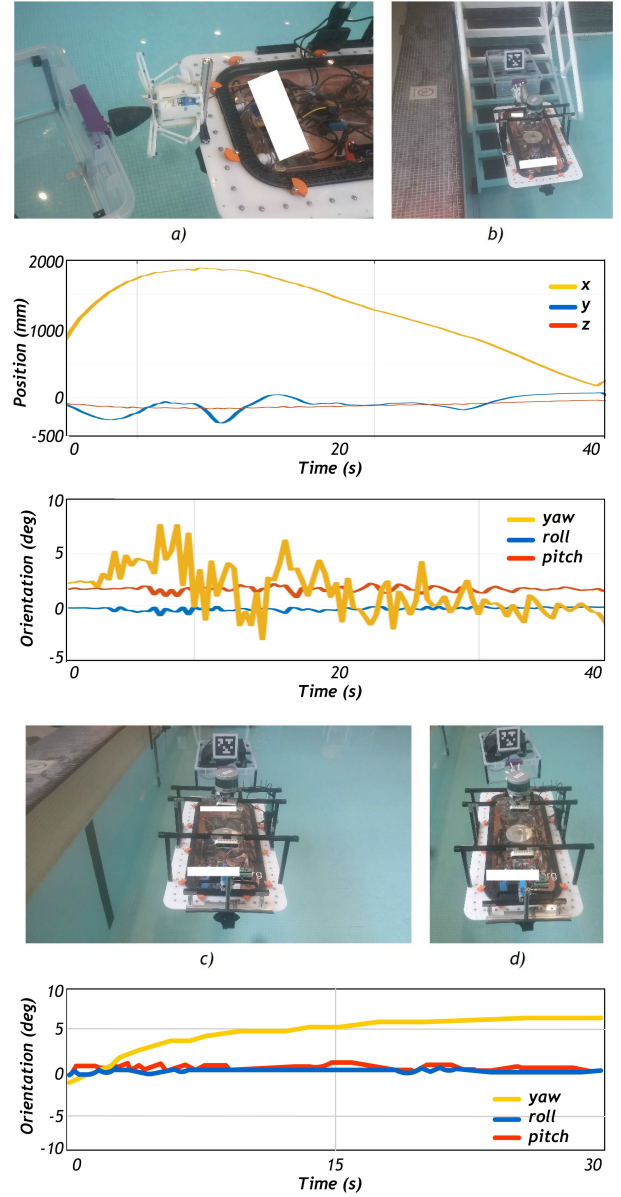 a)
b)
2000
1000
0
-500
Position (mm)
x
y
z
0 20 40
Time (s)
10
5
0
-5
Orientation (deg)
yaw
roll
pitch
0 20 40
Time (s)
c)
d)
10
5
0
-5
-10
Orientation (deg)
yaw
roll
pitch
0 15 30
Time (s)